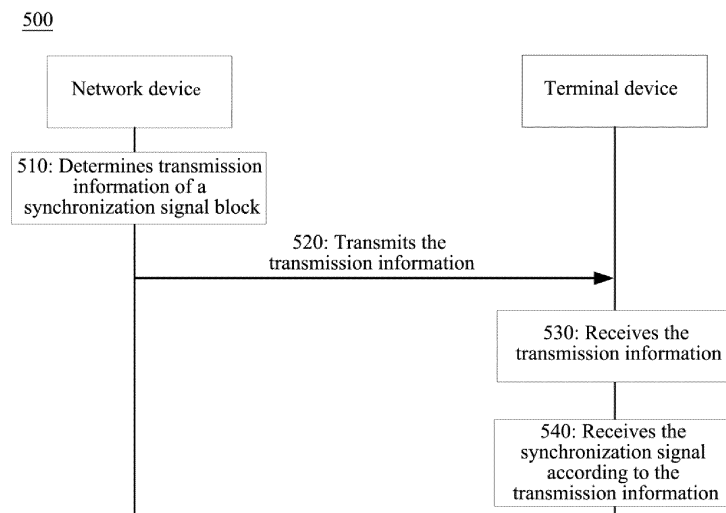 500
Network device
Terminal device
510: Determines transmission
information of a
synchronization signal block
520: Transmits the
transmission information
530: Receives the
transmission information
540: Receives the
synchronization signal
according to the
transmission information